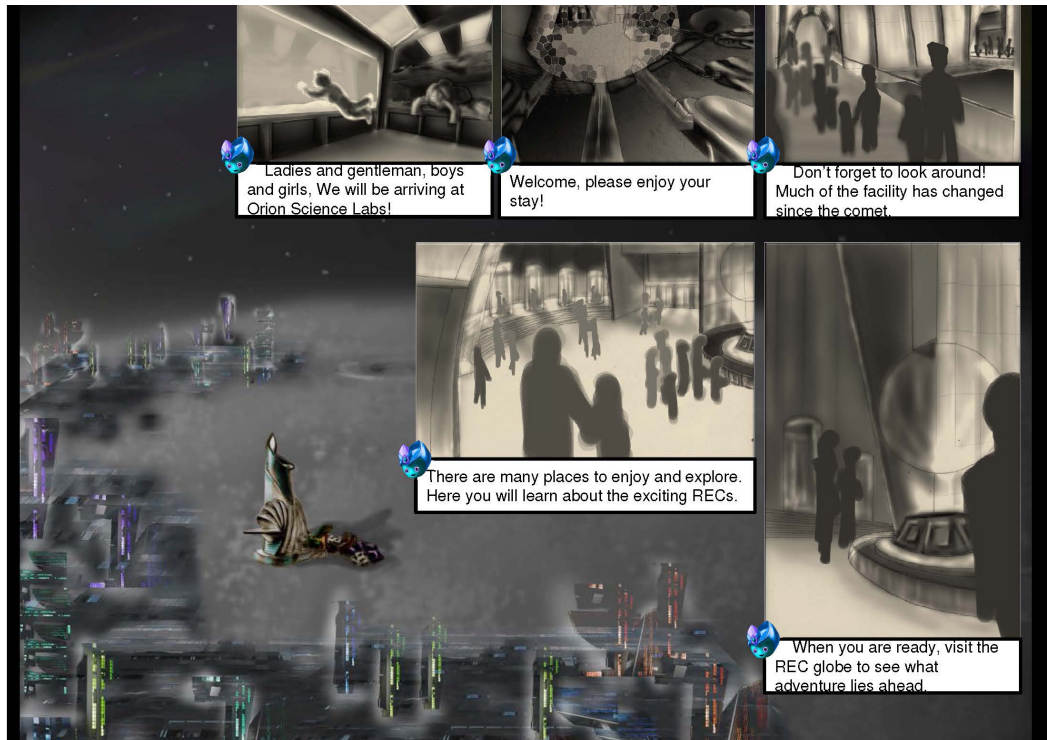 Ladies and gentleman, boys
and girls, We will be arriving at
Orion Science Labs!
Welcome, please enjoy your
stay!
Don't forget to look around!
Much of the facility has changed
since the comet.
There are many places to enjoy and explore.
Here you will learn about the exciting RECs.
When you are ready, visit the
REC globe to see what
adventure lies ahead.